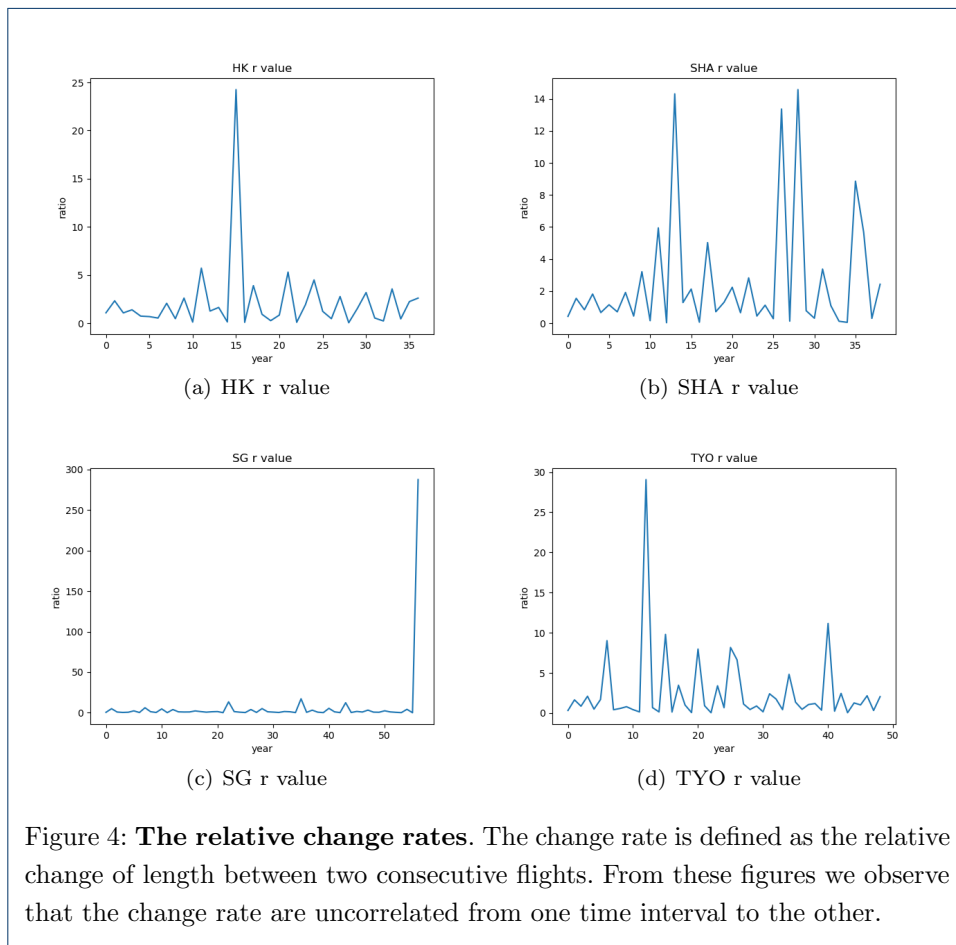 HK r value
25
20
15
10
5
0
ratio
0 5 10 15 20 25 30 35
year
(a) HK r value
SHA r value
14
12
10
8
6
4
2
0
ratio
0 5 10 15 20 25 30 35
year
(b) SHA r value
SG r value
300
250
200
150
100
50
0
ratio
0 10 20 30 40 50
year
(c) SG r value
TYO r value
30
25
20
15
10
5
0
ratio
0 10 20 30 40 50
year
(d) TYO r value
Figure 4: The relative change rates. The change rate is defined as the relative
change of length between two consecutive flights. From these figures we observe
that the change rate are uncorrelated from one time interval to the other.